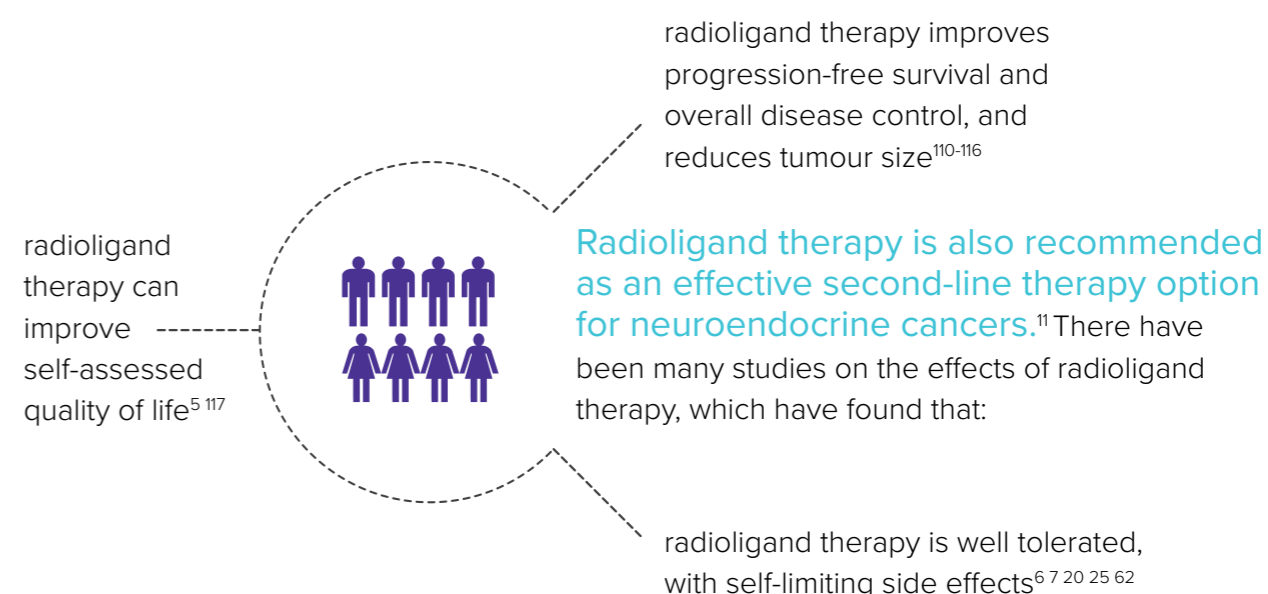 radioligand therapy improves
progression-free survival and
overall disease control, and
reduces tumour size110-116
radioligand
therapy can
improve
self-assessed
quality of life5 117
Radioligand therapy is also recommended
as an effective second-line therapy option
for neuroendocrine cancers.11 There have
been many studies on the effects of radioligand
therapy, which have found that:
radioligand therapy is well tolerated,
with self-limiting side effects6 7 20 25 62